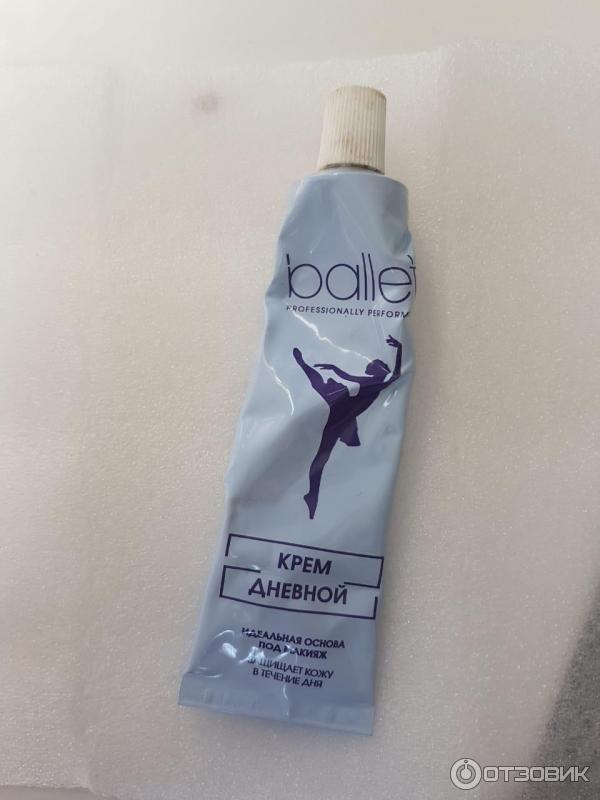 ballet
PROFESSIONALLY PERFORM
КРЕМ
ДНЕВНОЙ
ИДЕАЛЬНАЯ ОСНОВА
ПОД МАКИЯЖ
ЗАЩИЩАЕТ КОЖУ
В ТЕЧЕНИЕ ДНЯ
ОТЗОВИК